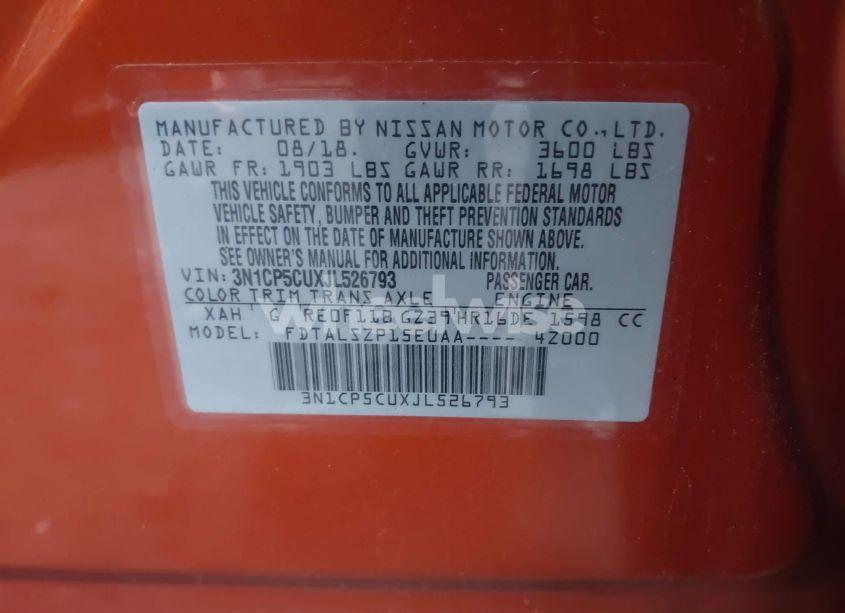 MANUFACTURED BY NISSAN MOTOR CO.,LTD.
DATE: 08/18. GVWR: 3600 LBS
GAWR FR: 1903 LBS GAWR RR: 1698 LBS
THIS VEHICLE CONFORMS TO ALL APPLICABLE FEDERAL MOTOR
VEHICLE SAFETY, BUMPER AND THEFT PREVENTION STANDARDS
IN EFFECT ON THE DATE OF MANUFACTURE SHOWN ABOVE.
SEE OWNER'S MANUAL FOR ADDITIONAL INFORMATION.
VIN: 3N1CP5CUXJL526793 PASSENGER CAR.
COLOR TRIM TRANS AXLE ENGINE
XAH G RE0F11B GZ39 HR16DE 1598 CC
MODEL: FDTALSZP15EUAA---- 4Z000
3N1CP5CUXJL526793